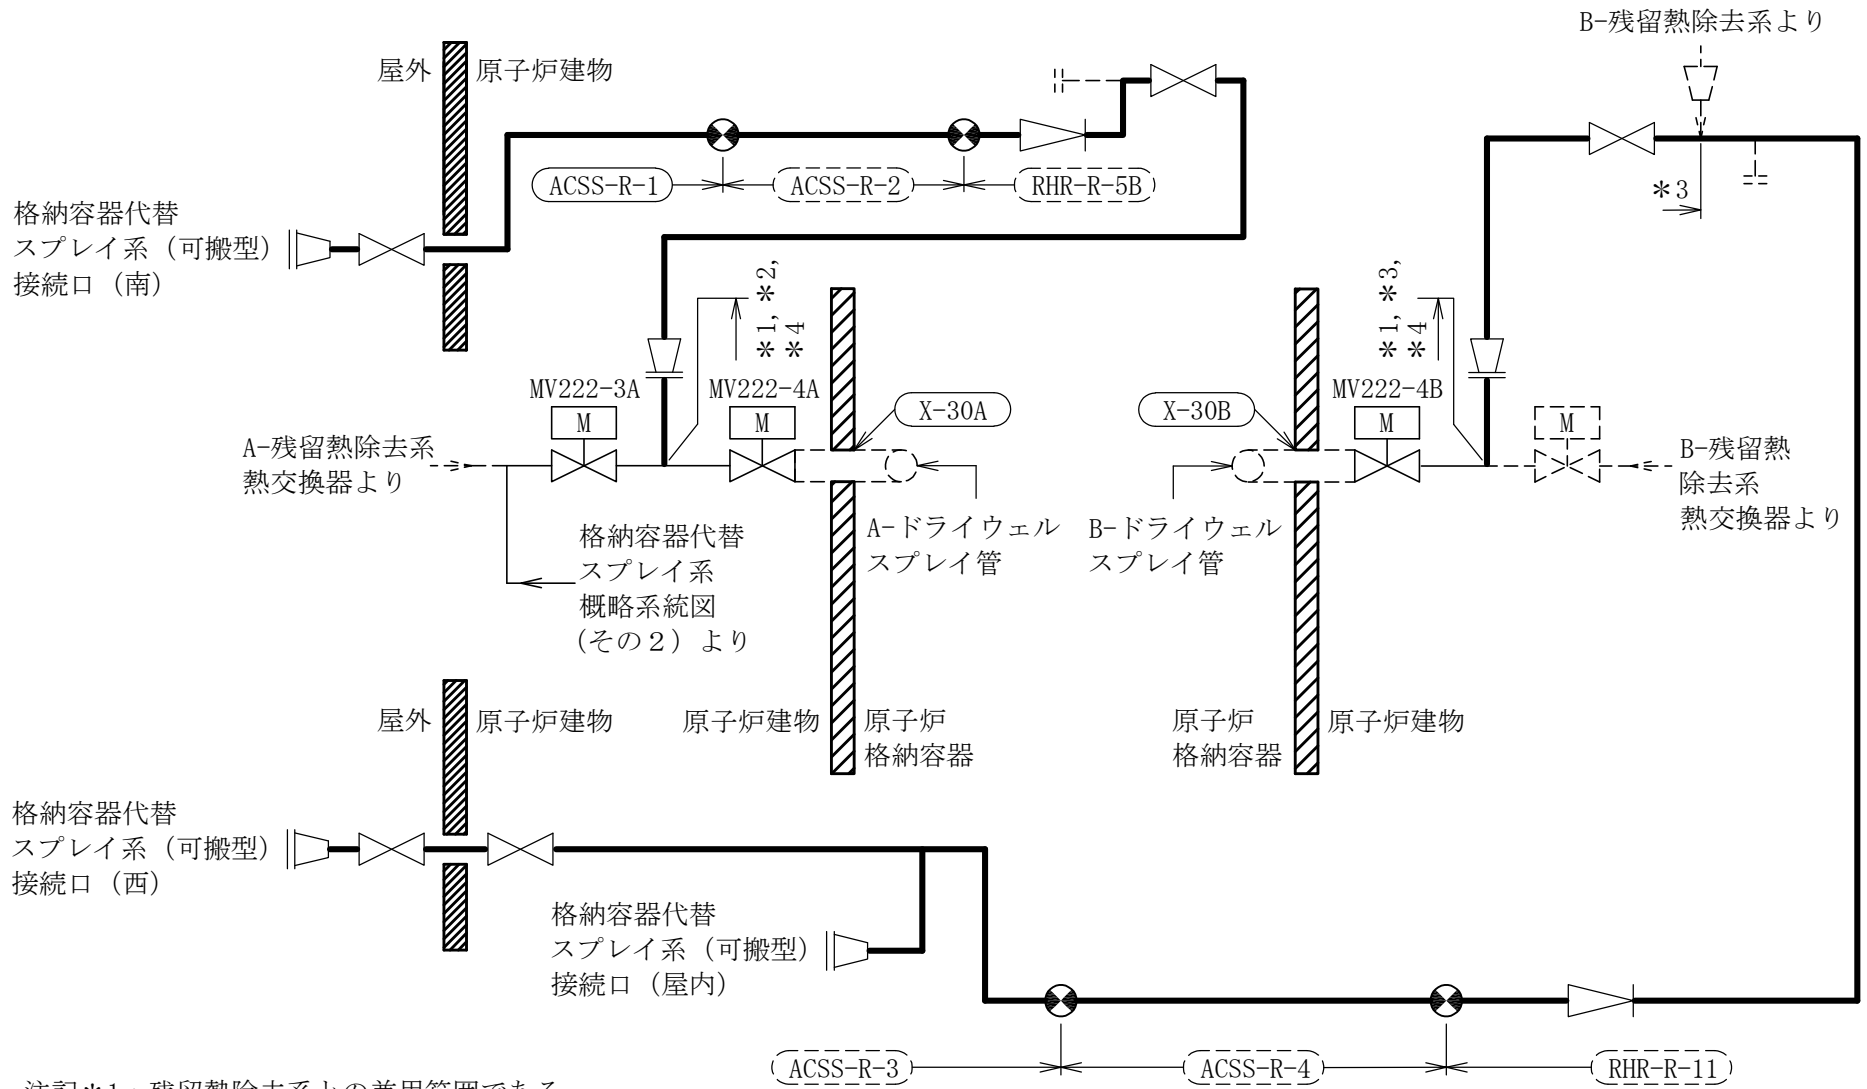 B-残留熱除去系より
屋外
原子炉建物
ACSS-R-1
ACSS-R-2
RHR-R-5B
＊3
格納容器代替
スプレイ系（可搬型）
接続口（南）
＊1, ＊2,
＊4
＊1, ＊3,
＊4
MV222-3A
MV222-4A
MV222-4B
M
M
M
M
X-30A
X-30B
A-残留熱除去系
熱交換器より
B-残留熱
除去系
熱交換器より
A-ドライウェル
スプレイ管
B-ドライウェル
スプレイ管
格納容器代替
スプレイ系
概略系統図
（その２）より
屋外
原子炉建物
原子炉建物
原子炉
格納容器
原子炉
格納容器
原子炉建物
格納容器代替
スプレイ系（可搬型）
接続口（西）
格納容器代替
スプレイ系（可搬型）
接続口（屋内）
ACSS-R-3
ACSS-R-4
RHR-R-11